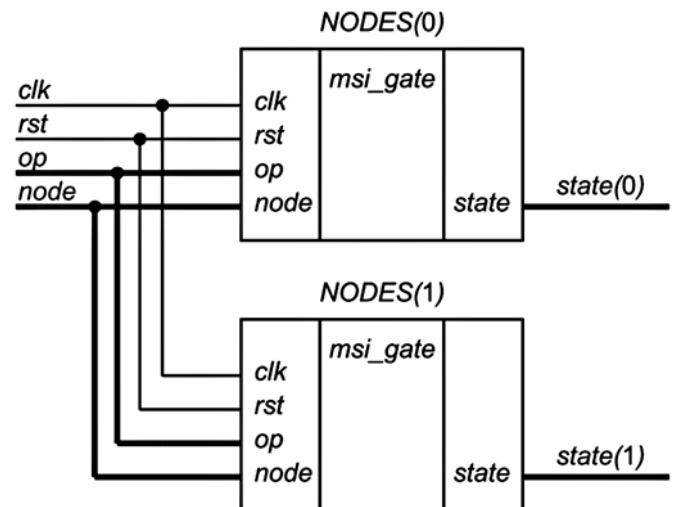 NODES(0)
msi_gate
clk clk
rst rst
op op
node node state state(0)
NODES(1)
msi_gate
clk
rst
op
node state state(1)